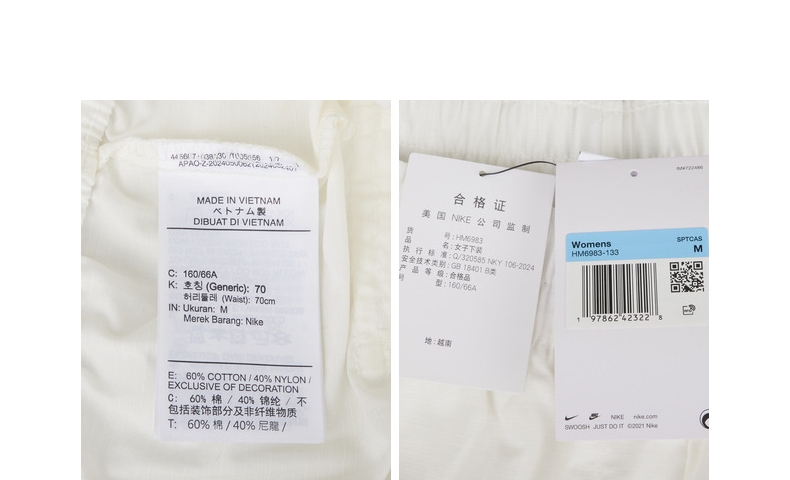 MADE IN VIETNAM
ベトナム製
DIBUAT DI VIETNAM
C: 160/66A
K: 호칭 (Generic): 70
허리둘레 (Waist): 70cm
IN: Ukuran: M
Merek Barang: Nike
E: 60% COTTON / 40% NYLON /
EXCLUSIVE OF DECORATION
C: 60% 棉 / 40% 锦纶 / 不
包括装饰部分及非纤维物质
T: 60% 棉 / 40% 尼龍 /
合格证
美国 NIKE 公司监制
货号: HM6983
品名: 女子下装
执行标准: Q/320585 NKY 106-2024
安全技术类别: GB 18401 B类
产品等级: 合格品
号型: 160/66A
地: 越南
Womens
HM6983-133
SPTCAS
M
1 97862 42322 8
NIKE nike.com
SWOOSH JUST DO IT ©2021 Nike